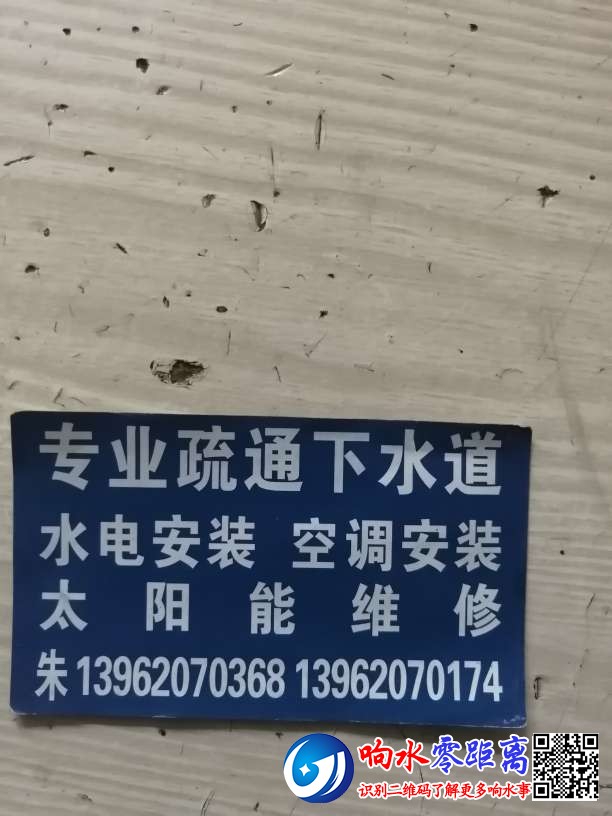 专业疏通下水道
水电安装 空调安装
太阳能维修
朱 13962070368 13962070174
响水零距离
识别二维码了解更多响水事